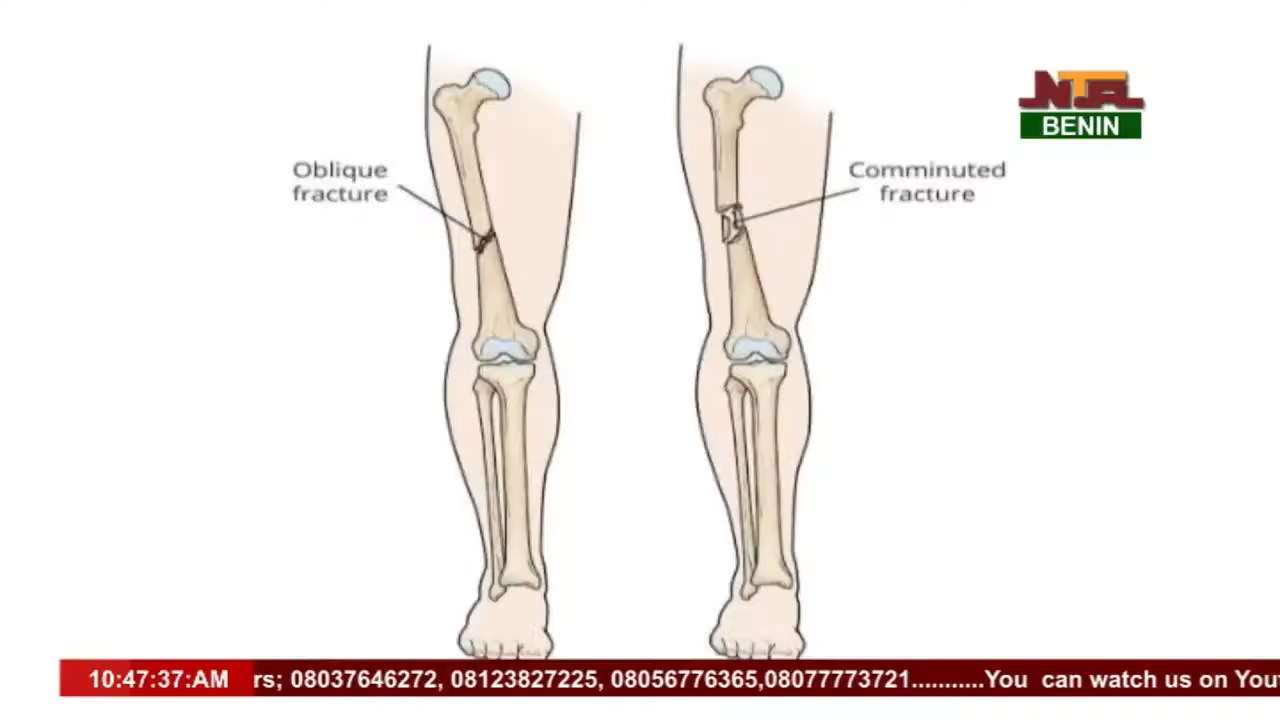 NTA
BENIN
Oblique
fracture
Comminuted
fracture
10:47:37:AM
rs; 08037646272, 08123827225, 08056776365,08077773721...........You can watch us on Yout